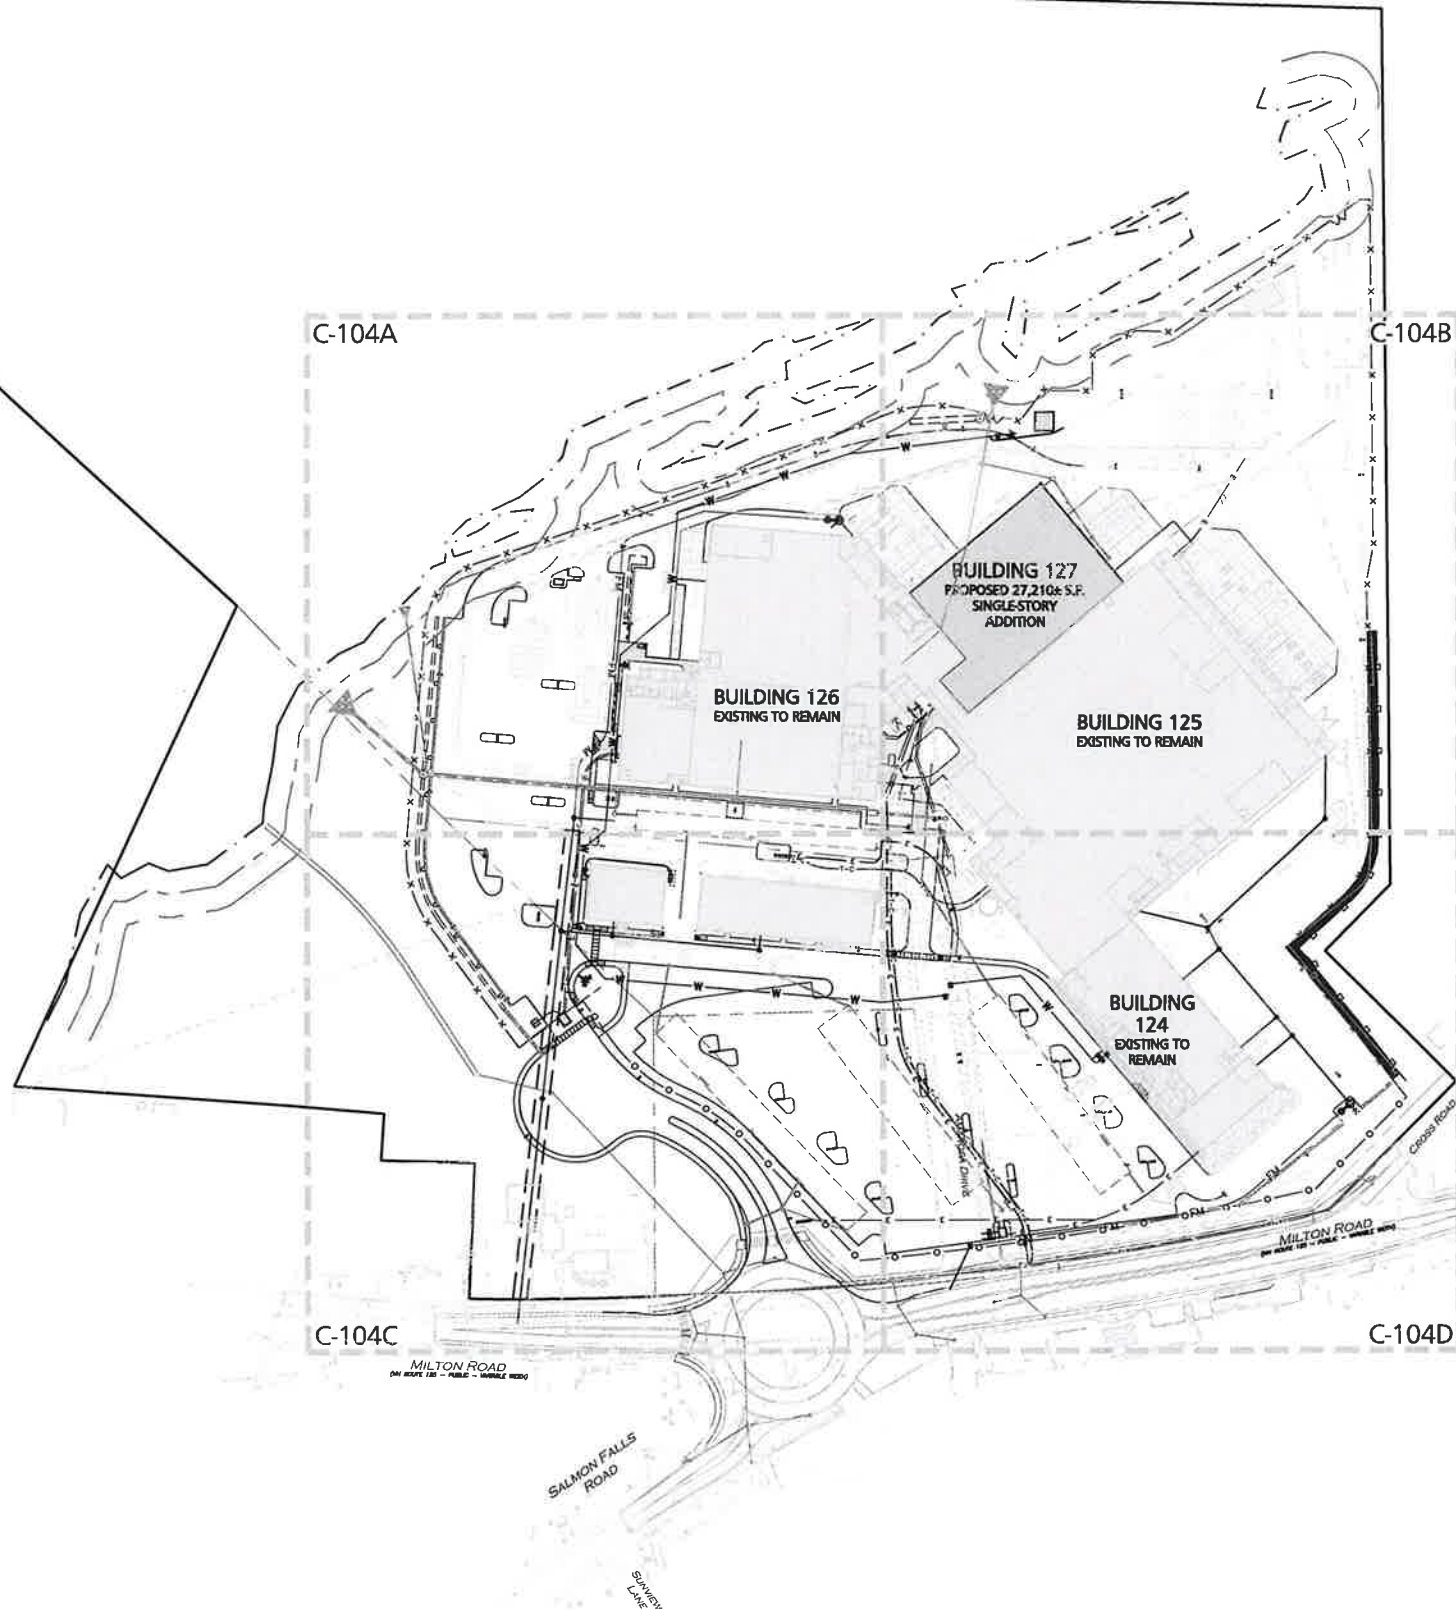 C-104A
C-104B
BUILDING 127
PROPOSED 27,210± S.F.
SINGLE-STORY
ADDITION
BUILDING 126
EXISTING TO REMAIN
BUILDING 125
EXISTING TO REMAIN
BUILDING
124
EXISTING TO
REMAIN
CROSS ROAD
MILTON ROAD
C-104C
C-104D
MILTON ROAD
SALMON FALLS
ROAD
SUNVIEW
LANE